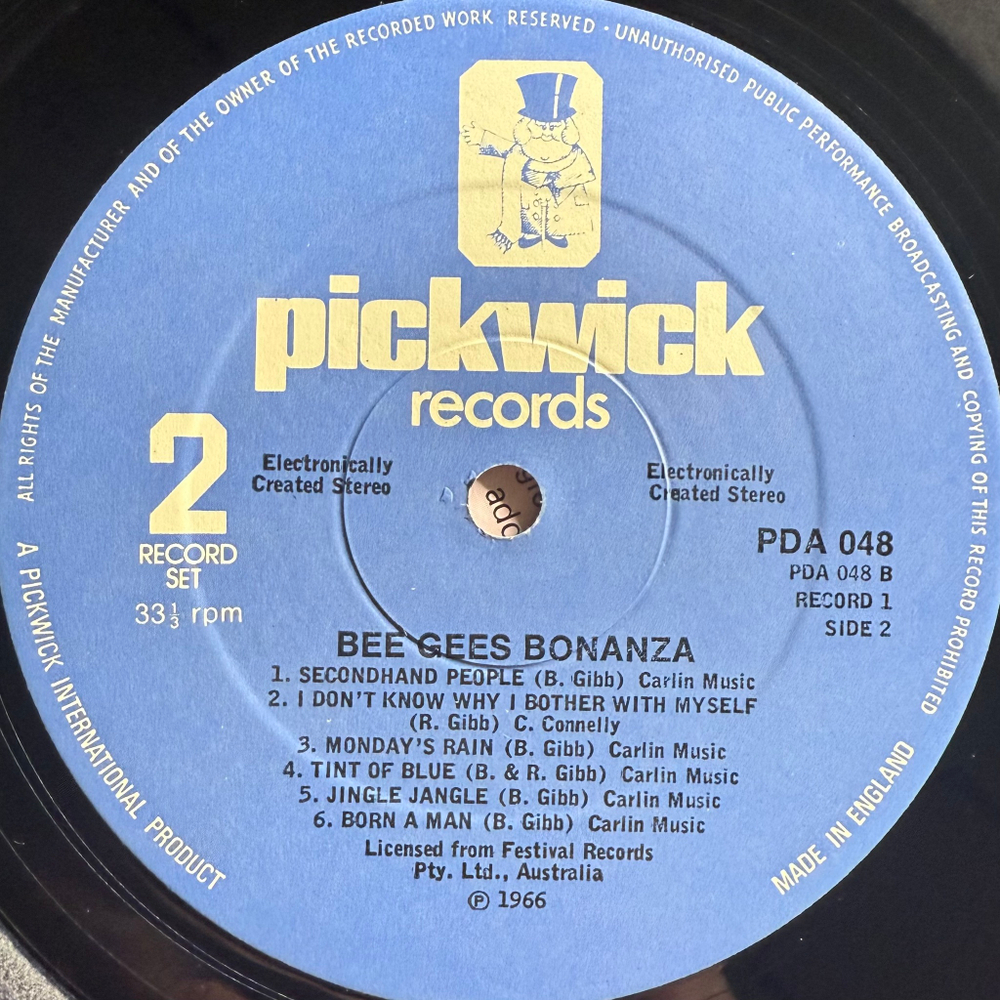 ALL RIGHTS OF THE MANUFACTURER AND OF THE OWNER OF THE RECORDED WORK RESERVED · UNAUTHORISED PUBLIC PERFORMANCE BROADCASTING AND COPYING OF THIS RECORD PROHIBITED
pickwick
records
2
RECORD
SET
33⅓ rpm
Electronically
Created Stereo
Electronically
Created Stereo
PDA 048
PDA 048 B
RECORD 1
SIDE 2
BEE GEES BONANZA
1. SECONDHAND PEOPLE (B. Gibb) Carlin Music
2. I DON'T KNOW WHY I BOTHER WITH MYSELF
(R. Gibb) C. Connelly
3. MONDAY'S RAIN (B. Gibb) Carlin Music
4. TINT OF BLUE (B. & R. Gibb) Carlin Music
5. JINGLE JANGLE (B. Gibb) Carlin Music
6. BORN A MAN (B. Gibb) Carlin Music
Licensed from Festival Records
Pty. Ltd., Australia
℗ 1966
A PICKWICK INTERNATIONAL PRODUCT
MADE IN ENGLAND